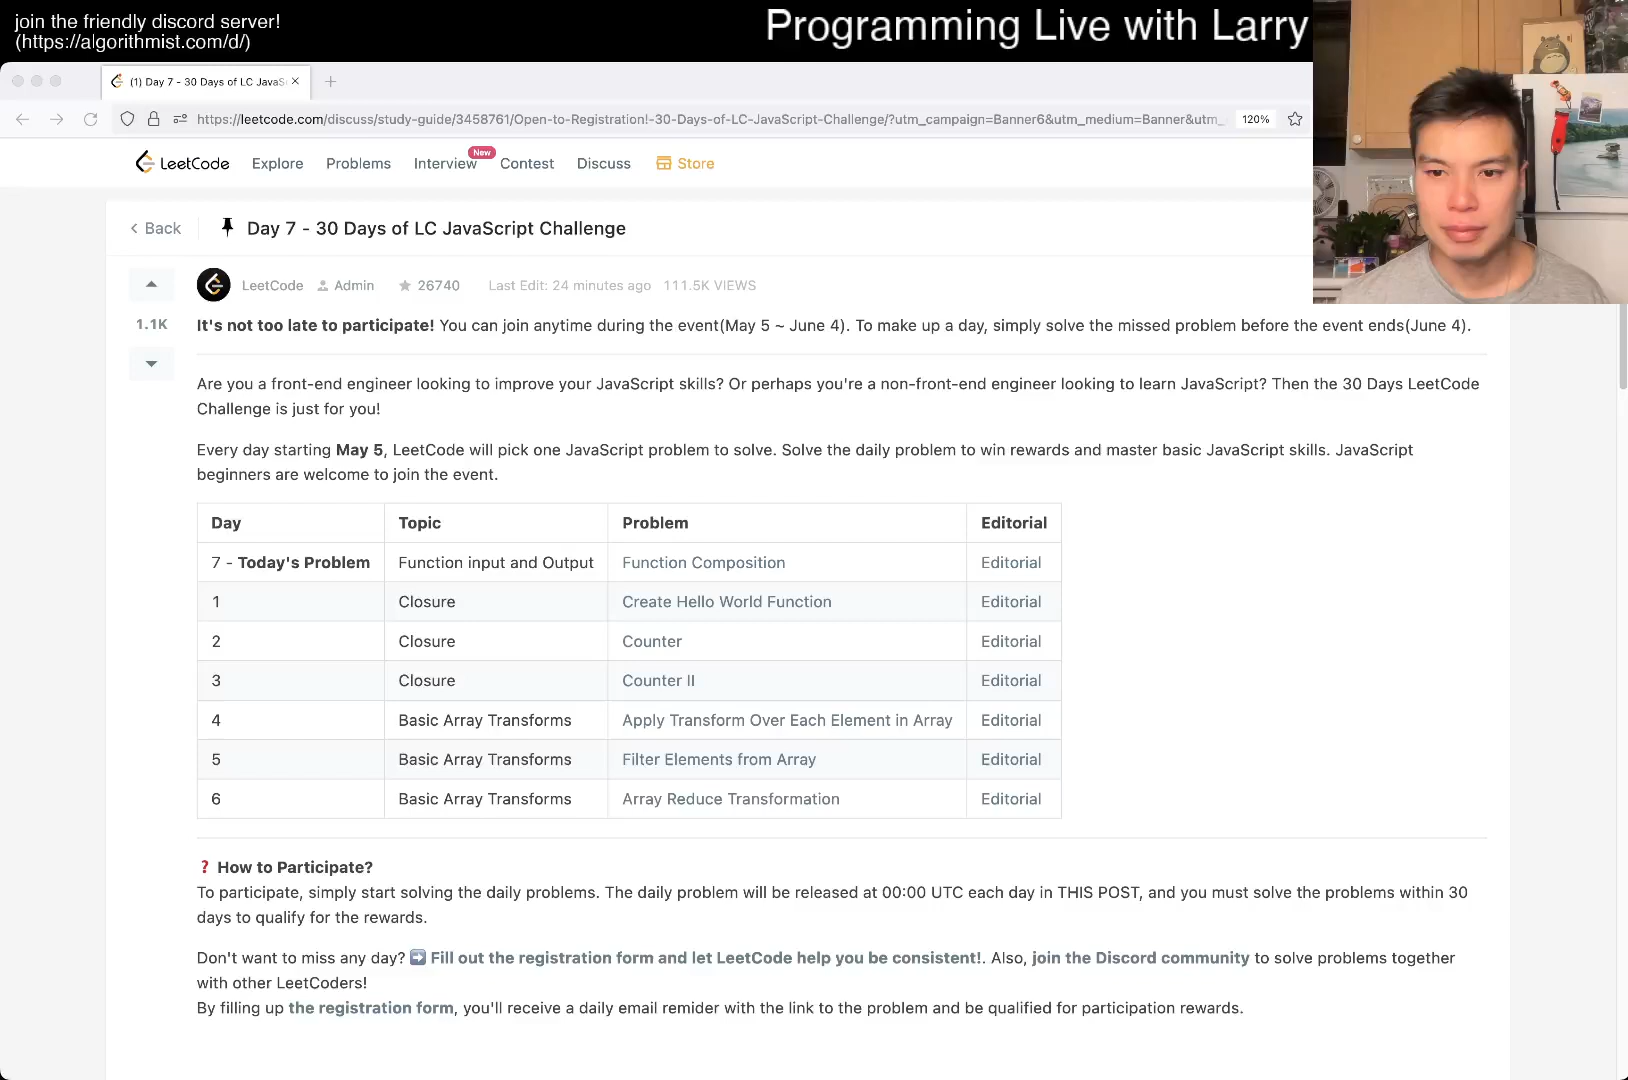 join the friendly discord server!
(https://algorithmist.com/d/)
Programming Live with Larry
(1) Day 7 - 30 Days of LC JavaS
https://leetcode.com/discuss/study-guide/3458761/Open-to-Registration!-30-Days-of-LC-JavaScript-Challenge/?utm_campaign=Banner6&utm_medium=Banner&utm_
120%
LeetCode Explore Problems Interview New Contest Discuss Store
Back Day 7 - 30 Days of LC JavaScript Challenge
LeetCode Admin 26740 Last Edit: 24 minutes ago 111.5K VIEWS
1.1K
It's not too late to participate! You can join anytime during the event(May 5 ~ June 4). To make up a day, simply solve the missed problem before the event ends(June 4).
Are you a front-end engineer looking to improve your JavaScript skills? Or perhaps you're a non-front-end engineer looking to learn JavaScript? Then the 30 Days LeetCode
Challenge is just for you!
Every day starting May 5, LeetCode will pick one JavaScript problem to solve. Solve the daily problem to win rewards and master basic JavaScript skills. JavaScript
beginners are welcome to join the event.
Day Topic Problem Editorial
7 - Today's Problem Function input and Output Function Composition Editorial
1 Closure Create Hello World Function Editorial
2 Closure Counter Editorial
3 Closure Counter II Editorial
4 Basic Array Transforms Apply Transform Over Each Element in Array Editorial
5 Basic Array Transforms Filter Elements from Array Editorial
6 Basic Array Transforms Array Reduce Transformation Editorial
❓ How to Participate?
To participate, simply start solving the daily problems. The daily problem will be released at 00:00 UTC each day in THIS POST, and you must solve the problems within 30
days to qualify for the rewards.
Don't want to miss any day? ➡️ Fill out the registration form and let LeetCode help you be consistent!. Also, join the Discord community to solve problems together
with other LeetCoders!
By filling up the registration form, you'll receive a daily email remider with the link to the problem and be qualified for participation rewards.